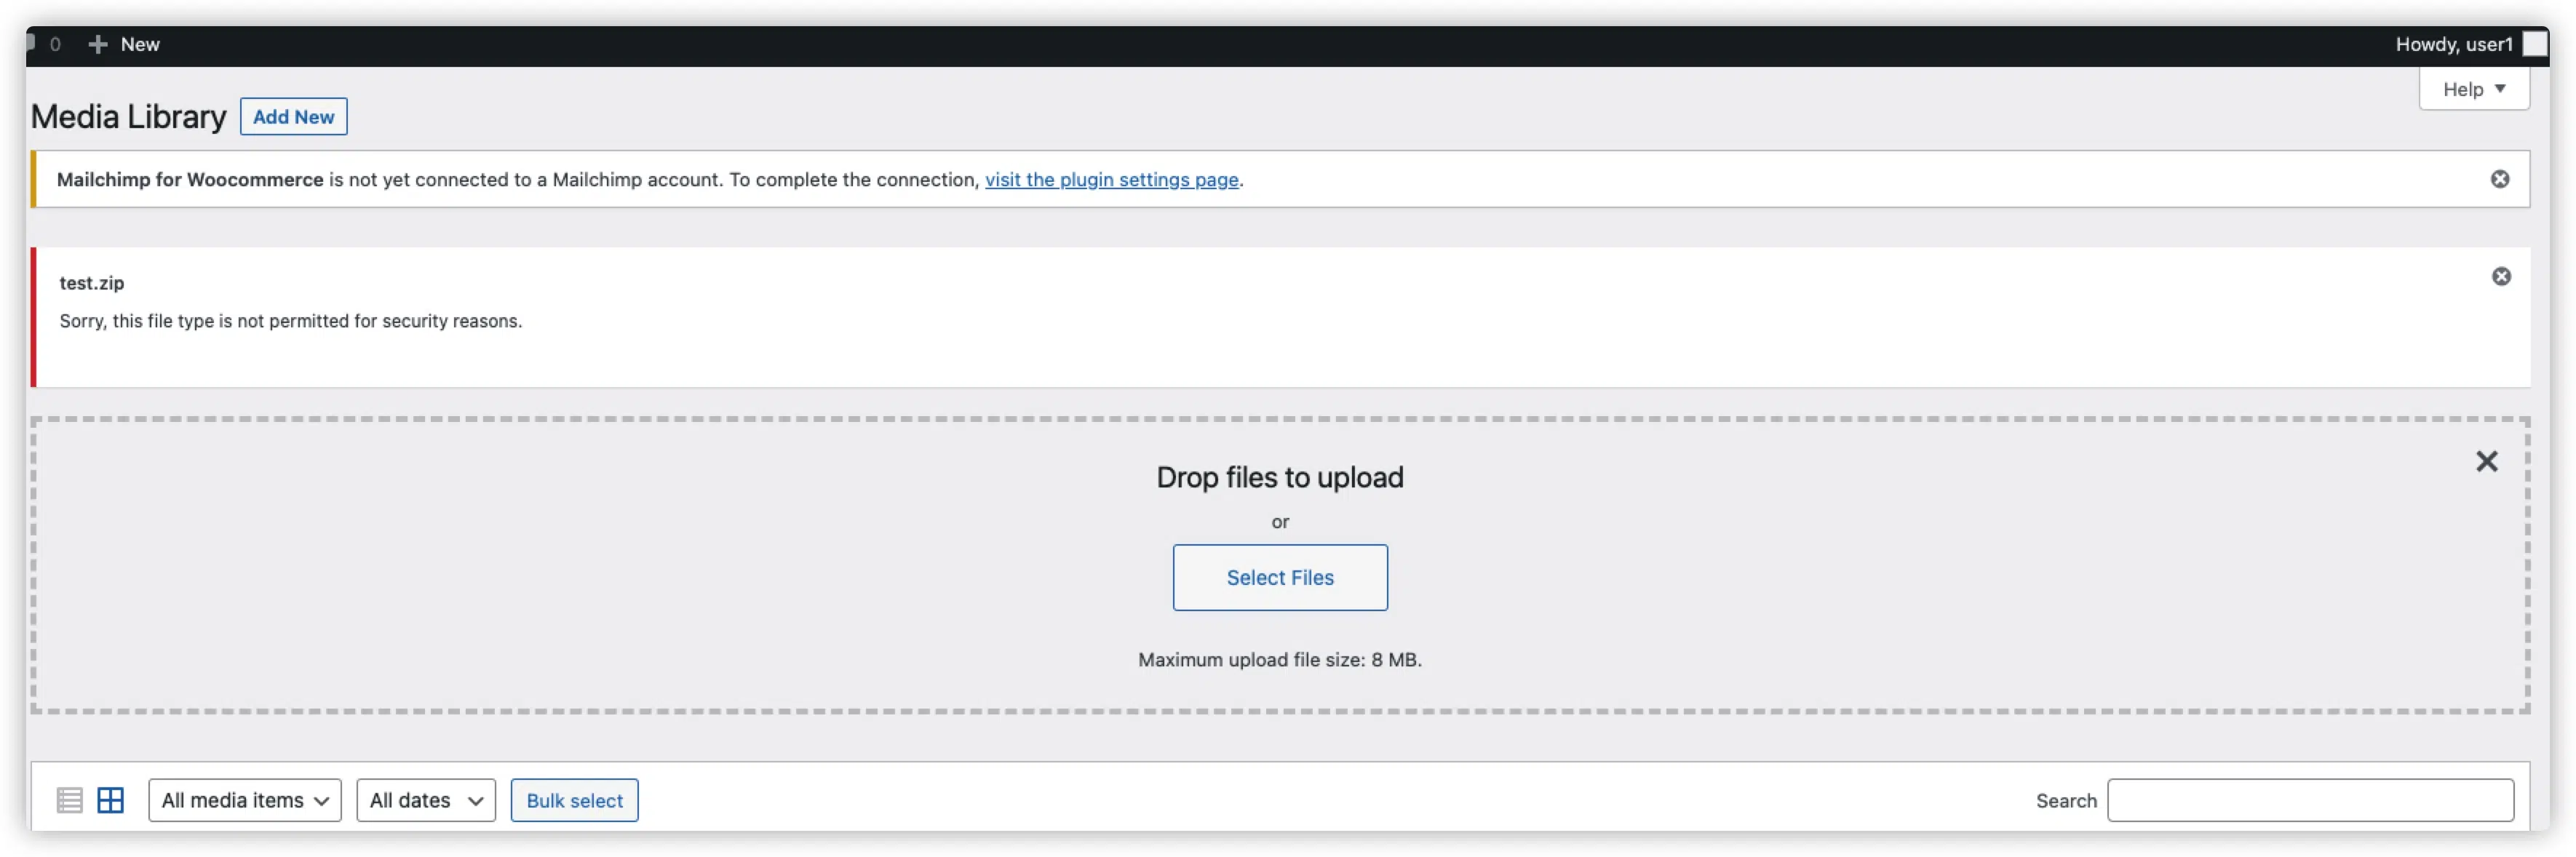 0 New Howdy, user1
Help
Media Library Add New
Mailchimp for Woocommerce is not yet connected to a Mailchimp account. To complete the connection, visit the plugin settings page.
test.zip
Sorry, this file type is not permitted for security reasons.
Drop files to upload
or
Select Files
Maximum upload file size: 8 MB.
All media items All dates Bulk select Search